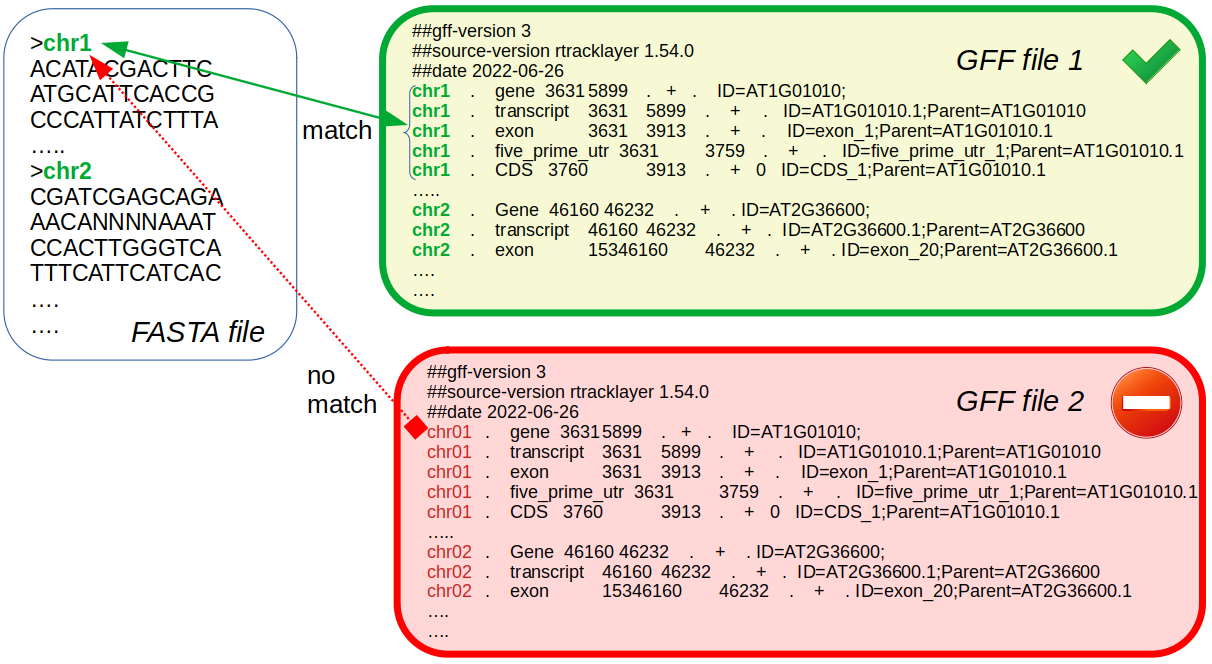 >chr1
ACATACGACTTC
ATGCATTCACCG
CCCATTATCTTTA
…..
>chr2
CGATCGAGCAGA
AACANNNNAAAT
CCACTTGGGTCA
TTTCATTCATCAC
….
….
FASTA file
match
no
match
##gff-version 3
##source-version rtracklayer 1.54.0
##date 2022-06-26
GFF file 1
chr1 . gene 3631 5899 . + . ID=AT1G01010;
chr1 . transcript 3631 5899 . + . ID=AT1G01010.1;Parent=AT1G01010
chr1 . exon 3631 3913 . + . ID=exon_1;Parent=AT1G01010.1
chr1 . five_prime_utr 3631 3759 . + . ID=five_prime_utr_1;Parent=AT1G01010.1
chr1 . CDS 3760 3913 . + 0 ID=CDS_1;Parent=AT1G01010.1
…..
chr2 . Gene 46160 46232 . + . ID=AT2G36600;
chr2 . transcript 46160 46232 . + . ID=AT2G36600.1;Parent=AT2G36600
chr2 . exon 15346160 46232 . + . ID=exon_20;Parent=AT2G36600.1
….
….
##gff-version 3
##source-version rtracklayer 1.54.0
##date 2022-06-26
GFF file 2
chr01 . gene 3631 5899 . + . ID=AT1G01010;
chr01 . transcript 3631 5899 . + . ID=AT1G01010.1;Parent=AT1G01010
chr01 . exon 3631 3913 . + . ID=exon_1;Parent=AT1G01010.1
chr01 . five_prime_utr 3631 3759 . + . ID=five_prime_utr_1;Parent=AT1G01010.1
chr01 . CDS 3760 3913 . + 0 ID=CDS_1;Parent=AT1G01010.1
…..
chr02 . Gene 46160 46232 . + . ID=AT2G36600;
chr02 . transcript 46160 46232 . + . ID=AT2G36600.1;Parent=AT2G36600
chr02 . exon 15346160 46232 . + . ID=exon_20;Parent=AT2G36600.1
….
….